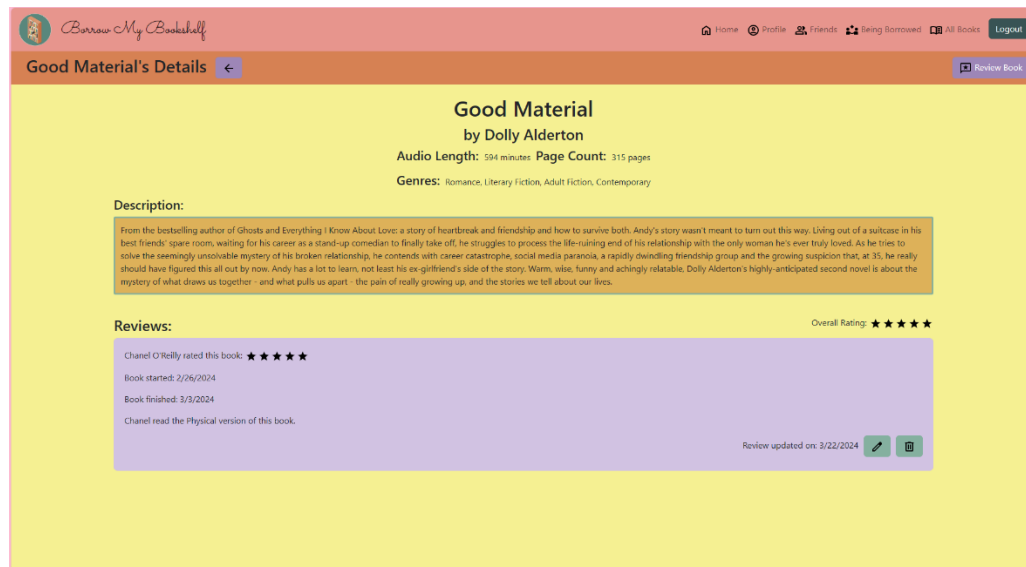 Borrow My Bookshelf
Home Profile Friends Being Borrowed All Books Logout
Good Material's Details
Review Book
Good Material
by Dolly Alderton
Audio Length: 594 minutes Page Count: 315 pages
Genres: Romance, Literary Fiction, Adult Fiction, Contemporary
Description:
From the bestselling author of Ghosts and Everything I Know About Love: a story of heartbreak and friendship and how to survive both. Andy's story wasn't meant to turn out this way. Living out of a suitcase in his
best friends' spare room, waiting for his career as a stand-up comedian to finally take off, he struggles to process the life-ruining end of his relationship with the only woman he's ever truly loved. As he tries to
solve the seemingly unsolvable mystery of his broken relationship, he contends with career catastrophe, social media paranoia, a rapidly dwindling friendship group and the growing suspicion that, at 35, he really
should have figured this all out by now. Andy has a lot to learn, not least his ex-girlfriend's side of the story. Warm, wise, funny and achingly relatable, Dolly Alderton's highly-anticipated second novel is about the
mystery of what draws us together - and what pulls us apart - the pain of really growing up, and the stories we tell about our lives.
Reviews:
Overall Rating: ★ ★ ★ ★ ★
Chanel O'Reilly rated this book: ★ ★ ★ ★ ★
Book started: 2/26/2024
Book finished: 3/3/2024
Chanel read the Physical version of this book.
Review updated on: 3/22/2024